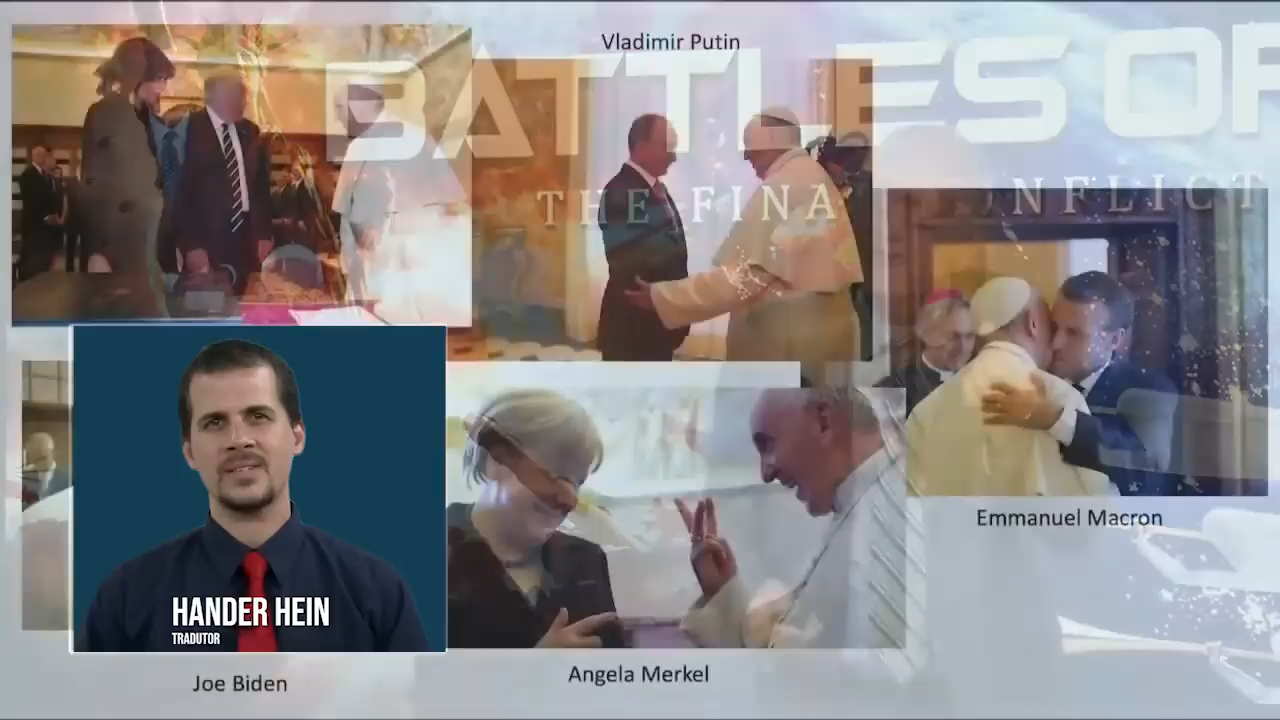 Vladimir Putin
BATTLES OF
THE FINA NFLICT
Emmanuel Macron
HANDER HEIN
TRADUTOR
Angela Merkel
Joe Biden